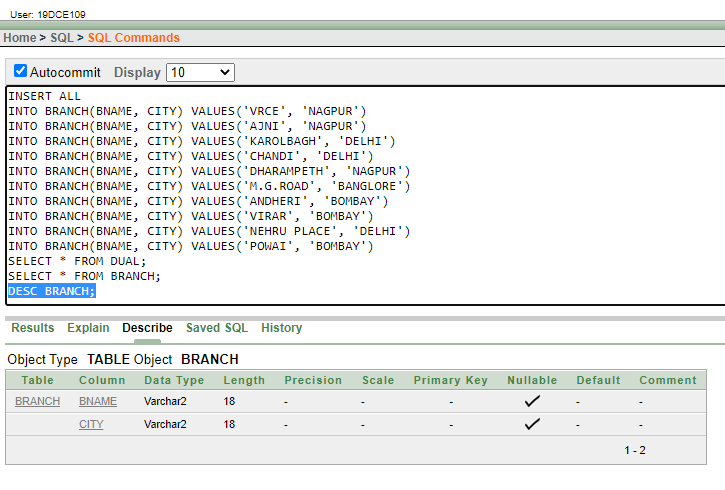 User: 19DCE109
Home > SQL > SQL Commands
Autocommit Display 10
INSERT ALL
INTO BRANCH(BNAME, CITY) VALUES('VRCE', 'NAGPUR')
INTO BRANCH(BNAME, CITY) VALUES('AJNI', 'NAGPUR')
INTO BRANCH(BNAME, CITY) VALUES('KAROLBAGH', 'DELHI')
INTO BRANCH(BNAME, CITY) VALUES('CHANDI', 'DELHI')
INTO BRANCH(BNAME, CITY) VALUES('DHARAMPETH', 'NAGPUR')
INTO BRANCH(BNAME, CITY) VALUES('M.G.ROAD', 'BANGLORE')
INTO BRANCH(BNAME, CITY) VALUES('ANDHERI', 'BOMBAY')
INTO BRANCH(BNAME, CITY) VALUES('VIRAR', 'BOMBAY')
INTO BRANCH(BNAME, CITY) VALUES('NEHRU PLACE', 'DELHI')
INTO BRANCH(BNAME, CITY) VALUES('POWAI', 'BOMBAY')
SELECT * FROM DUAL;
SELECT * FROM BRANCH;
DESC BRANCH;
Results Explain Describe Saved SQL History
Object Type TABLE Object BRANCH
Table Column Data Type Length Precision Scale Primary Key Nullable Default Comment
BRANCH BNAME Varchar2 18 - - - ✓ - -
CITY Varchar2 18 - - - ✓ - -
1 - 2